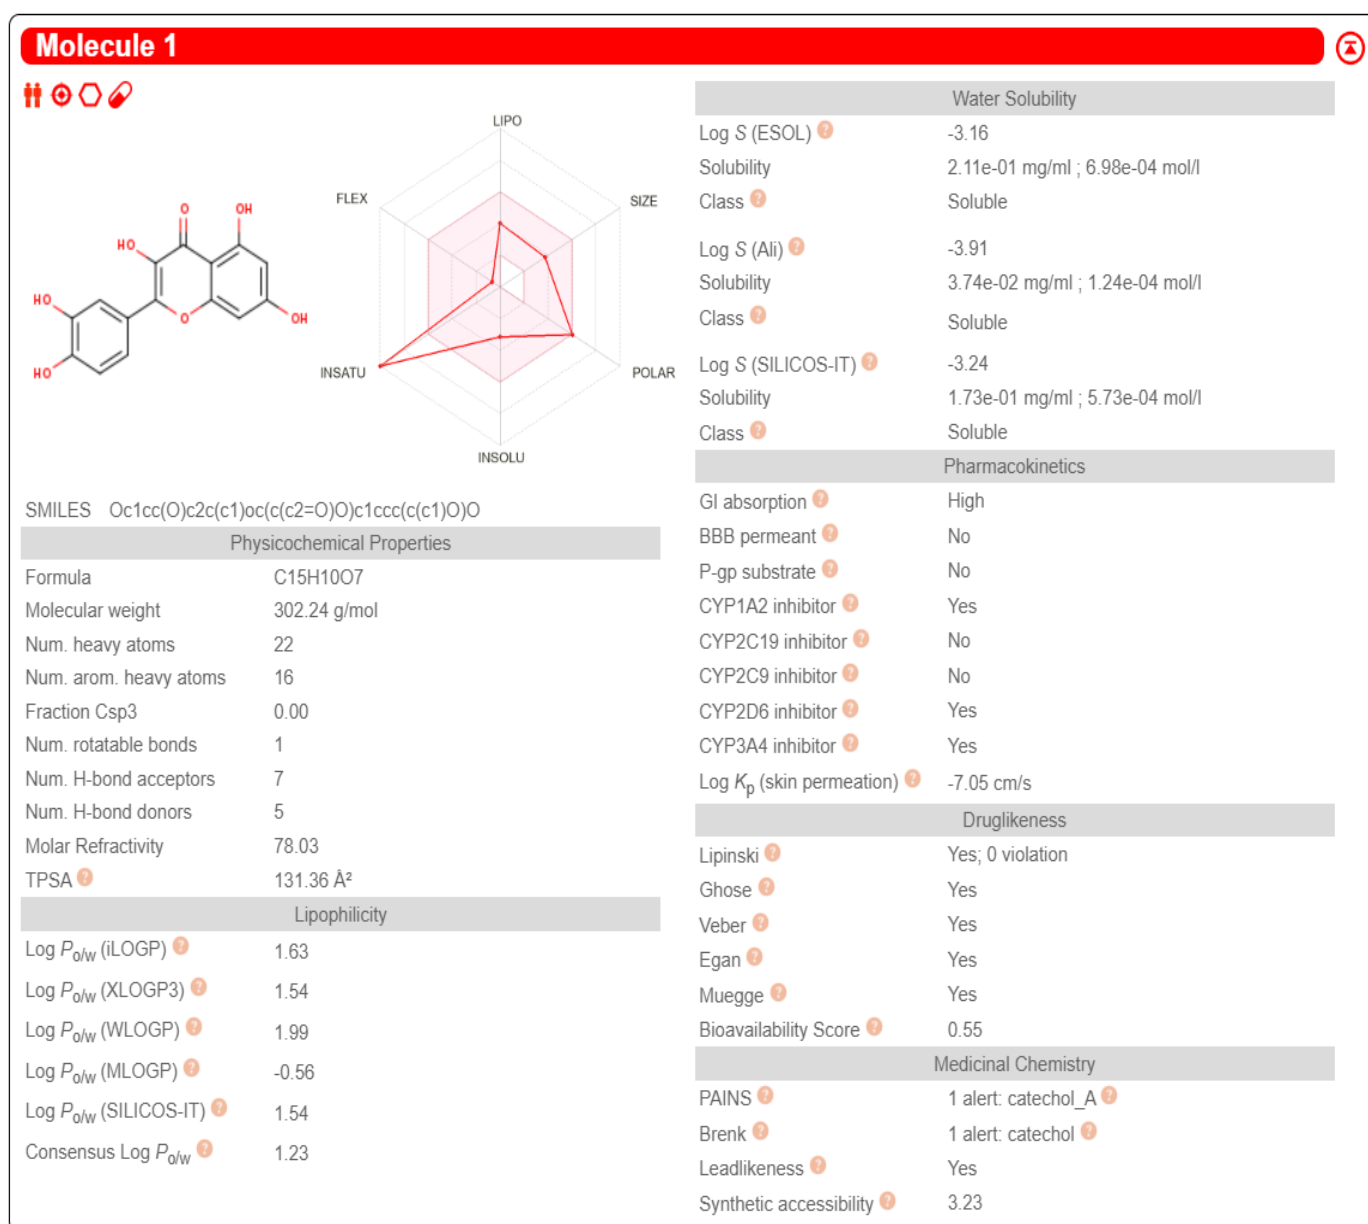 Molecule 1
LIPO
FLEX
SIZE
OH
O
HO
HO
O
OH
HO
INSATU
POLAR
INSOLU
SMILES Oc1cc(O)c2c(c1)oc(c(c2=O)O)c1ccc(c(c1)O)O
Physicochemical Properties
Formula C15H10O7
Molecular weight 302.24 g/mol
Num. heavy atoms 22
Num. arom. heavy atoms 16
Fraction Csp3 0.00
Num. rotatable bonds 1
Num. H-bond acceptors 7
Num. H-bond donors 5
Molar Refractivity 78.03
TPSA ? 131.36 Å²
Lipophilicity
Log Po/w (iLOGP) ? 1.63
Log Po/w (XLOGP3) ? 1.54
Log Po/w (WLOGP) ? 1.99
Log Po/w (MLOGP) ? -0.56
Log Po/w (SILICOS-IT) ? 1.54
Consensus Log Po/w ? 1.23
Water Solubility
Log S (ESOL) ? -3.16
Solubility 2.11e-01 mg/ml ; 6.98e-04 mol/l
Class ? Soluble
Log S (Ali) ? -3.91
Solubility 3.74e-02 mg/ml ; 1.24e-04 mol/l
Class ? Soluble
Log S (SILICOS-IT) ? -3.24
Solubility 1.73e-01 mg/ml ; 5.73e-04 mol/l
Class ? Soluble
Pharmacokinetics
GI absorption ? High
BBB permeant ? No
P-gp substrate ? No
CYP1A2 inhibitor ? Yes
CYP2C19 inhibitor ? No
CYP2C9 inhibitor ? No
CYP2D6 inhibitor ? Yes
CYP3A4 inhibitor ? Yes
Log Kp (skin permeation) ? -7.05 cm/s
Druglikeness
Lipinski ? Yes; 0 violation
Ghose ? Yes
Veber ? Yes
Egan ? Yes
Muegge ? Yes
Bioavailability Score ? 0.55
Medicinal Chemistry
PAINS ? 1 alert: catechol_A ?
Brenk ? 1 alert: catechol ?
Leadlikeness ? Yes
Synthetic accessibility ? 3.23